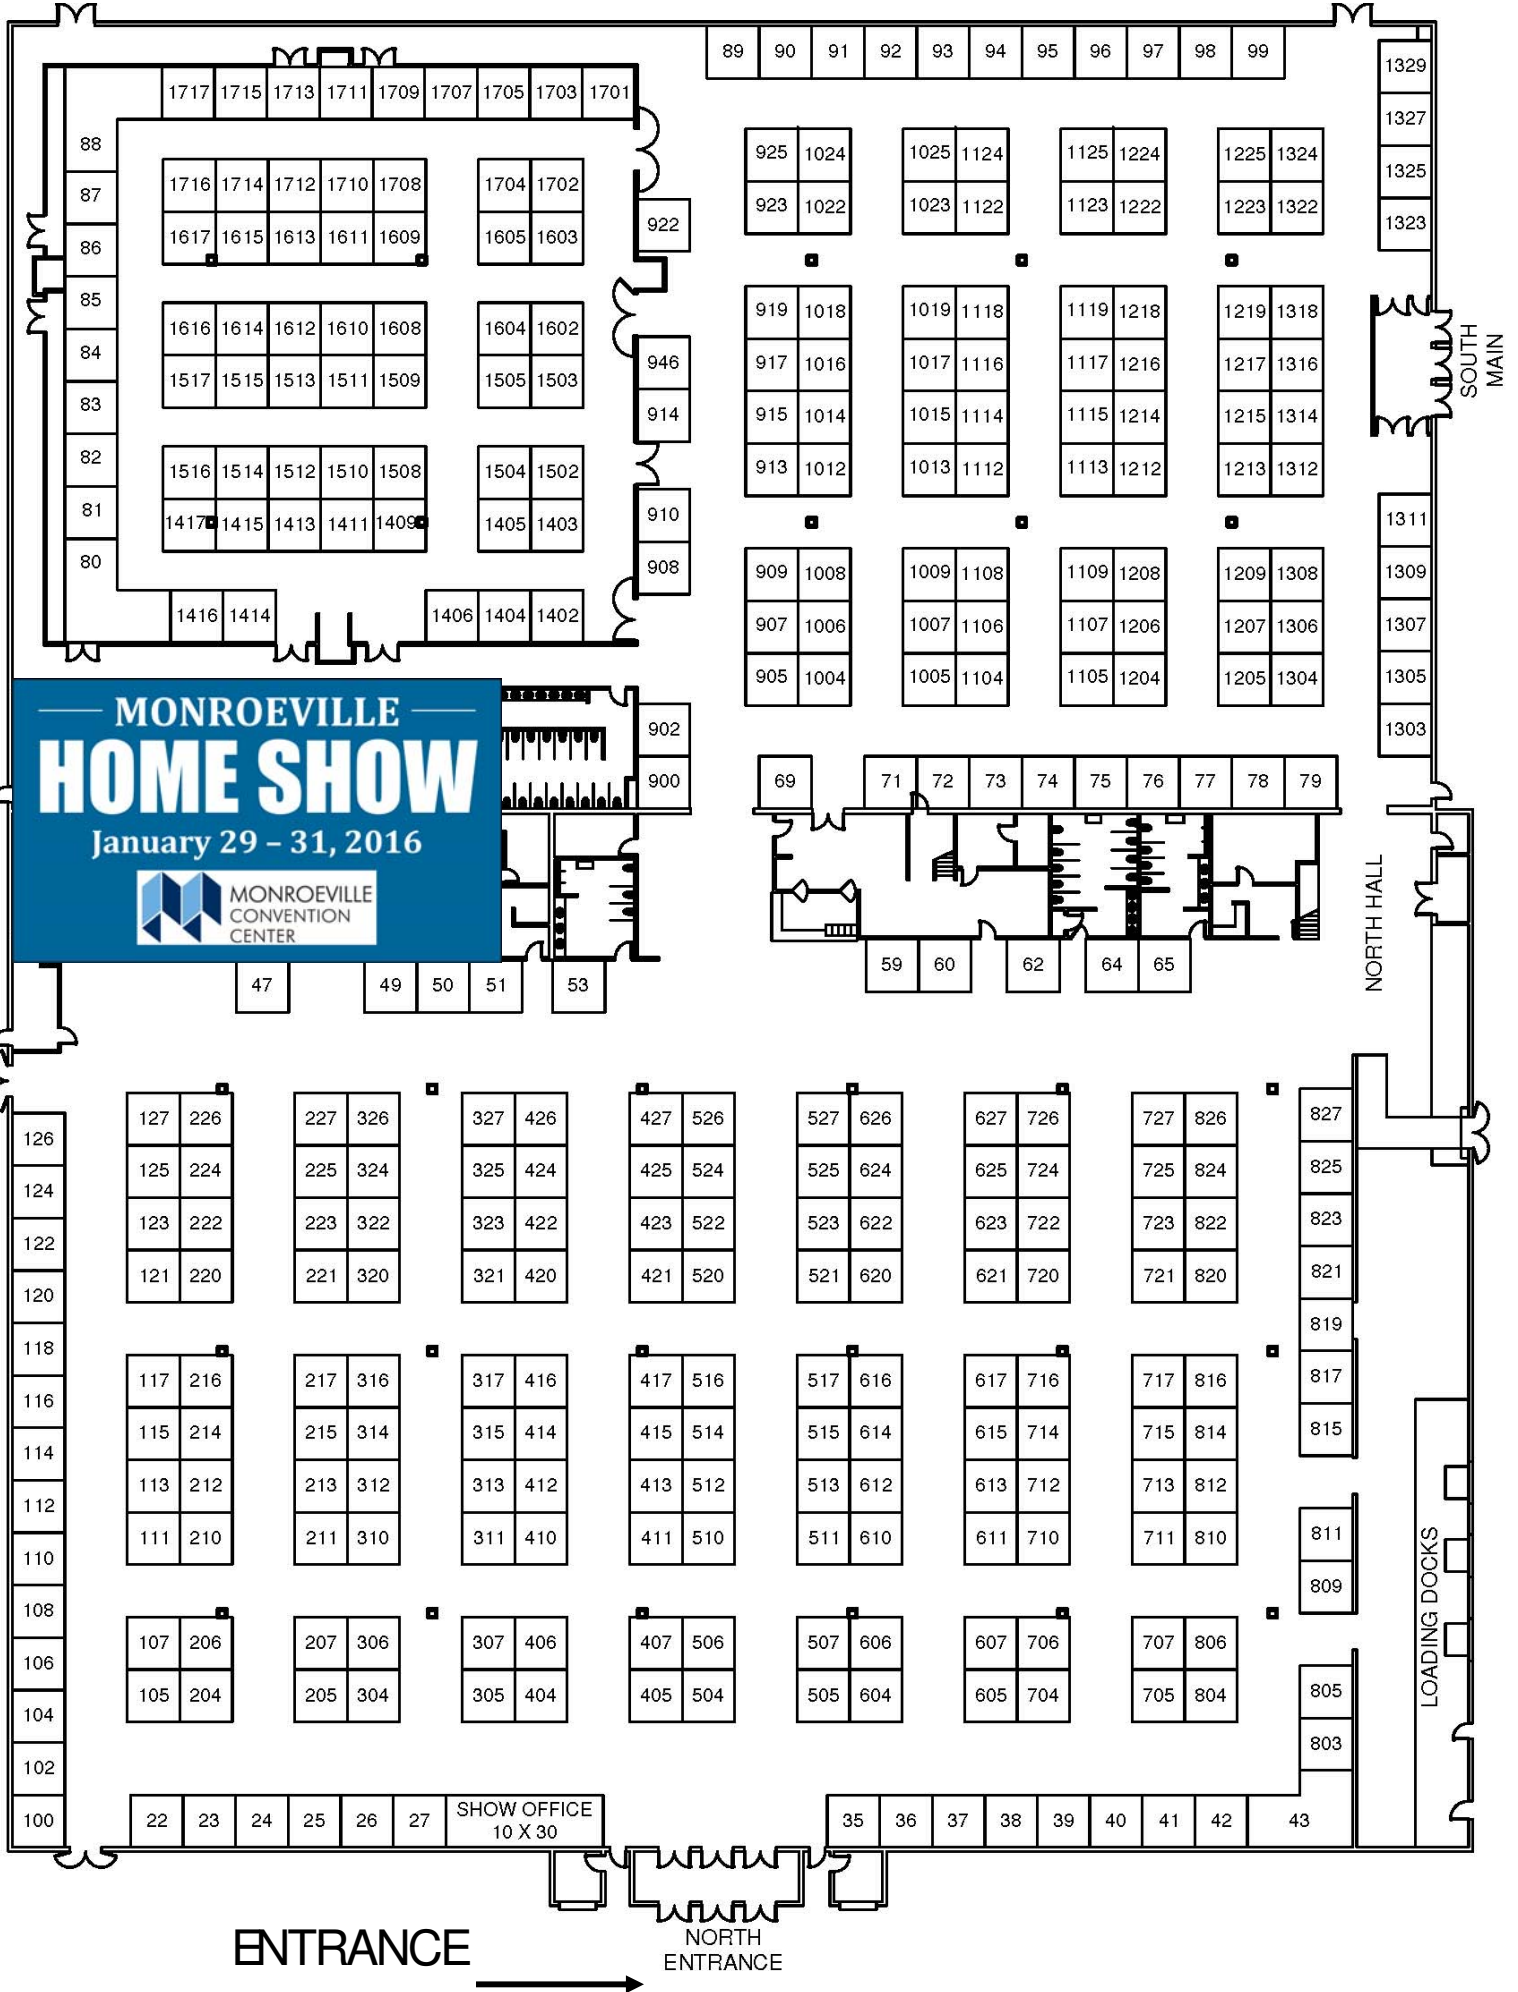 89 90 91 92 93 94 95 96 97 98 99
1329
1327
1325
1323
1717 1715 1713 1711 1709 1707 1705 1703 1701
88
87
86
85
84
83
82
81
80
1716 1714 1712 1710 1708 1704 1702
1617 1615 1613 1611 1609 1605 1603
1616 1614 1612 1610 1608 1604 1602
1517 1515 1513 1511 1509 1505 1503
1516 1514 1512 1510 1508 1504 1502
1417 1415 1413 1411 1409 1405 1403
1416 1414 1406 1404 1402
922
946
914
910
908
902
900
925 1024 1025 1124 1125 1224 1225 1324
923 1022 1023 1122 1123 1222 1223 1322
919 1018 1019 1118 1119 1218 1219 1318
917 1016 1017 1116 1117 1216 1217 1316
915 1014 1015 1114 1115 1214 1215 1314
913 1012 1013 1112 1113 1212 1213 1312
909 1008 1009 1108 1109 1208 1209 1308
907 1006 1007 1106 1107 1206 1207 1306
905 1004 1005 1104 1105 1204 1205 1304
SOUTH
MAIN
1311
1309
1307
1305
1303
69 71 72 73 74 75 76 77 78 79
MONROEVILLE
HOME SHOW
January 29 – 31, 2016
MONROEVILLE
CONVENTION
CENTER
NORTH HALL
59 60 62 64 65
47 49 50 51 53
126
124
122
120
118
116
114
112
110
108
106
104
102
100
127 226 227 326 327 426 427 526 527 626 627 726 727 826
125 224 225 324 325 424 425 524 525 624 625 724 725 824
123 222 223 322 323 422 423 522 523 622 623 722 723 822
121 220 221 320 321 420 421 520 521 620 621 720 721 820
117 216 217 316 317 416 417 516 517 616 617 716 717 816
115 214 215 314 315 414 415 514 515 614 615 714 715 814
113 212 213 312 313 412 413 512 513 612 613 712 713 812
111 210 211 310 311 410 411 510 511 610 611 710 711 810
107 206 207 306 307 406 407 506 507 606 607 706 707 806
105 204 205 304 305 404 405 504 505 604 605 704 705 804
827
825
823
821
819
817
815
811
809
805
803
LOADING DOCKS
22 23 24 25 26 27
SHOW OFFICE
10 X 30
35 36 37 38 39 40 41 42 43
ENTRANCE
NORTH
ENTRANCE